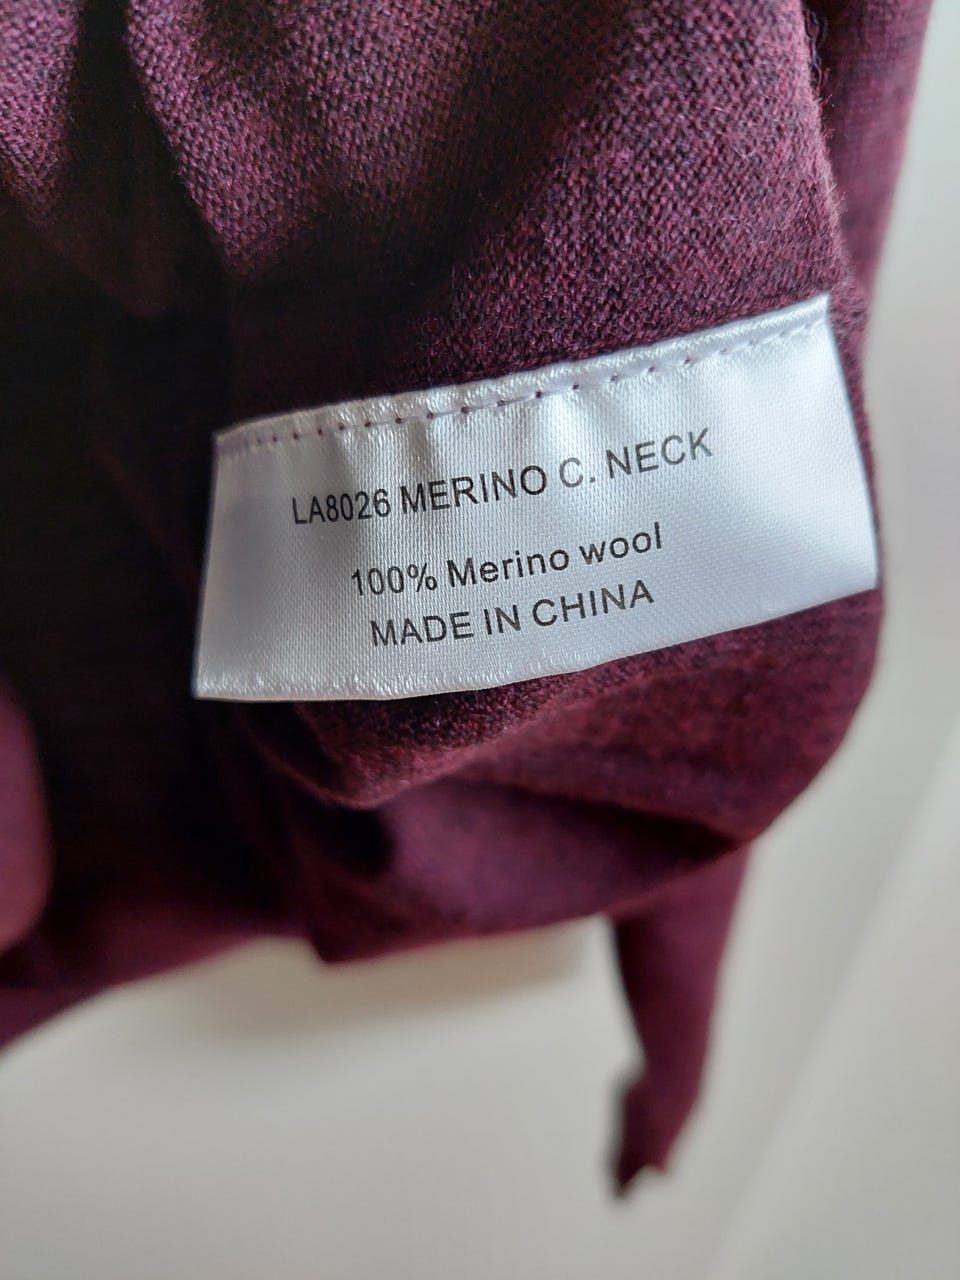 LA8026 MERINO C. NECK
100% Merino wool
MADE IN CHINA